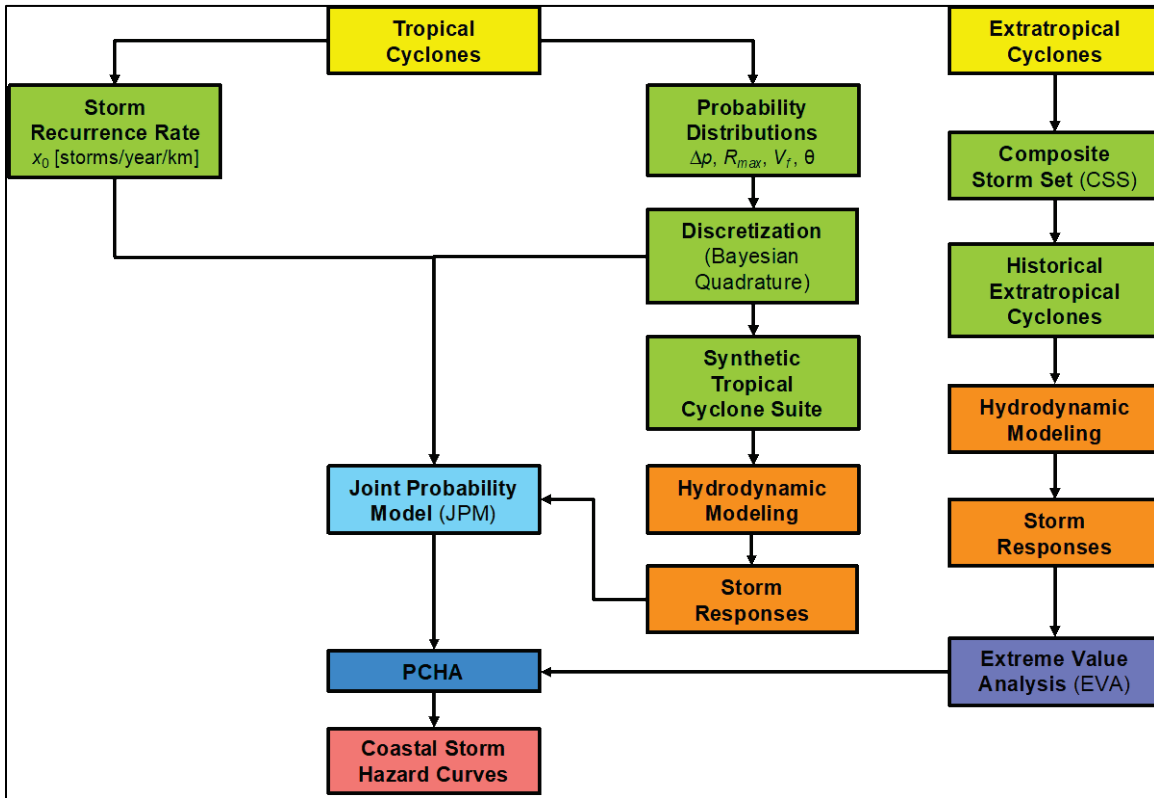 Tropical
Cyclones
Extratropical
Cyclones
Storm
Recurrence Rate
x₀ [storms/year/km]
Probability
Distributions
Δp, Rmax, Vf, θ
Composite
Storm Set (CSS)
Discretization
(Bayesian
Quadrature)
Historical
Extratropical
Cyclones
Synthetic
Tropical
Cyclone Suite
Hydrodynamic
Modeling
Joint Probability
Model (JPM)
Hydrodynamic
Modeling
Storm
Responses
Storm
Responses
PCHA
Extreme Value
Analysis (EVA)
Coastal Storm
Hazard Curves